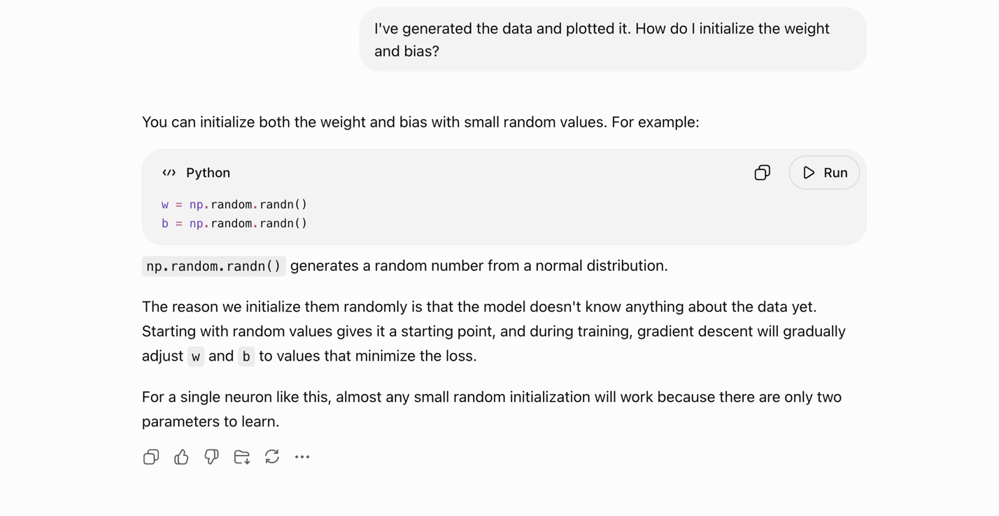 I've generated the data and plotted it. How do I initialize the weight
and bias?
You can initialize both the weight and bias with small random values. For example:
Python
Run
w = np.random.randn()
b = np.random.randn()
np.random.randn() generates a random number from a normal distribution.
The reason we initialize them randomly is that the model doesn't know anything about the data yet.
Starting with random values gives it a starting point, and during training, gradient descent will gradually
adjust w and b to values that minimize the loss.
For a single neuron like this, almost any small random initialization will work because there are only two
parameters to learn.